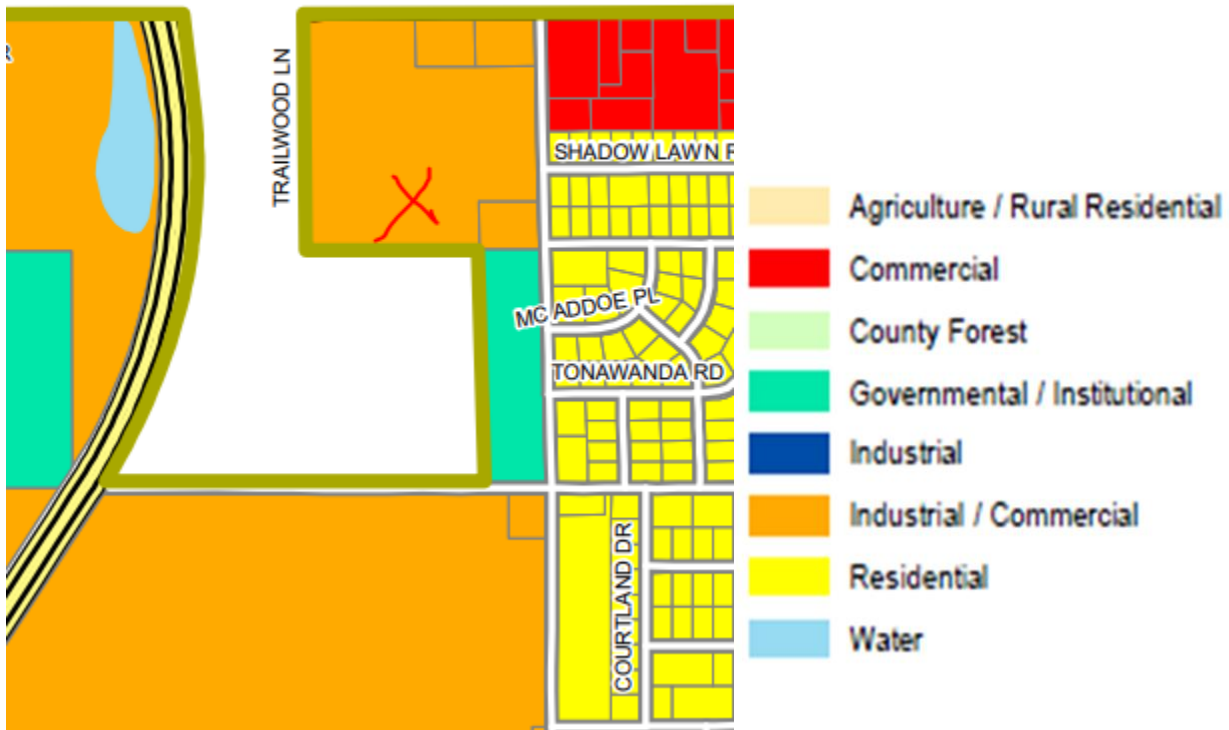 R
TRAILWOOD LN
SHADOW LAWN R
MC ADDOE PL
TONAWANDA RD
COURTLAND DR
Agriculture / Rural Residential
Commercial
County Forest
Governmental / Institutional
Industrial
Industrial / Commercial
Residential
Water